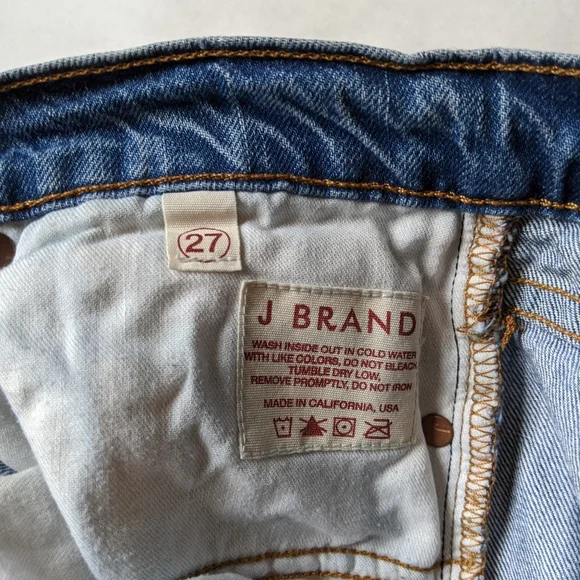 27
J BRAND
WASH INSIDE OUT IN COLD WATER
WITH LIKE COLORS, DO NOT BLEACH
TUMBLE DRY LOW,
REMOVE PROMPTLY, DO NOT IRON
MADE IN CALIFORNIA, USA